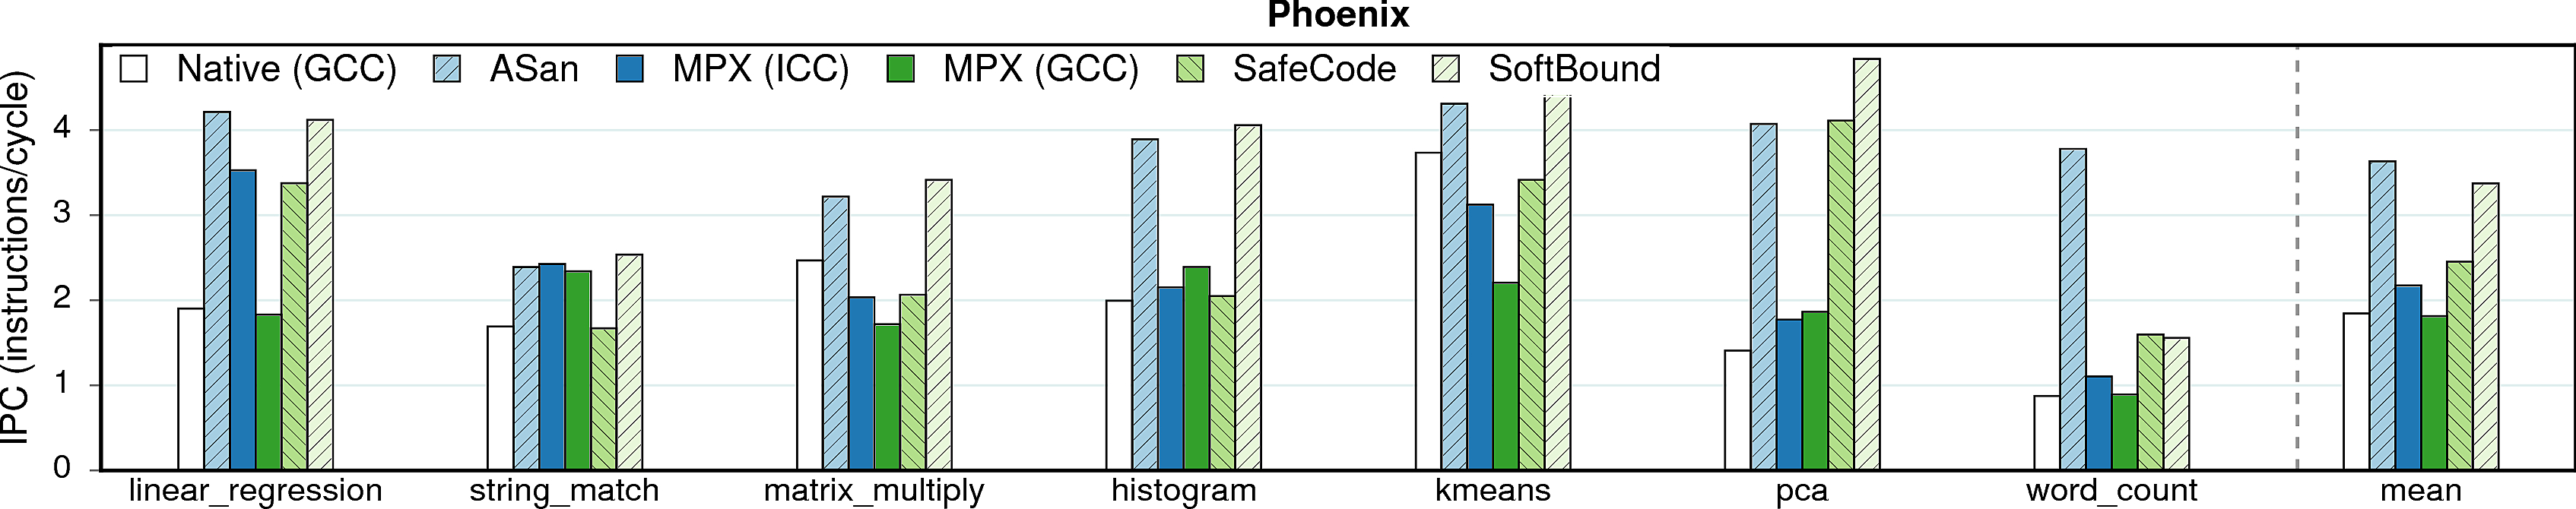 Phoenix
Native (GCC) ASan MPX (ICC) MPX (GCC) SafeCode SoftBound
IPC (instructions/cycle)
4
3
2
1
0
linear_regression string_match matrix_multiply histogram kmeans pca word_count mean